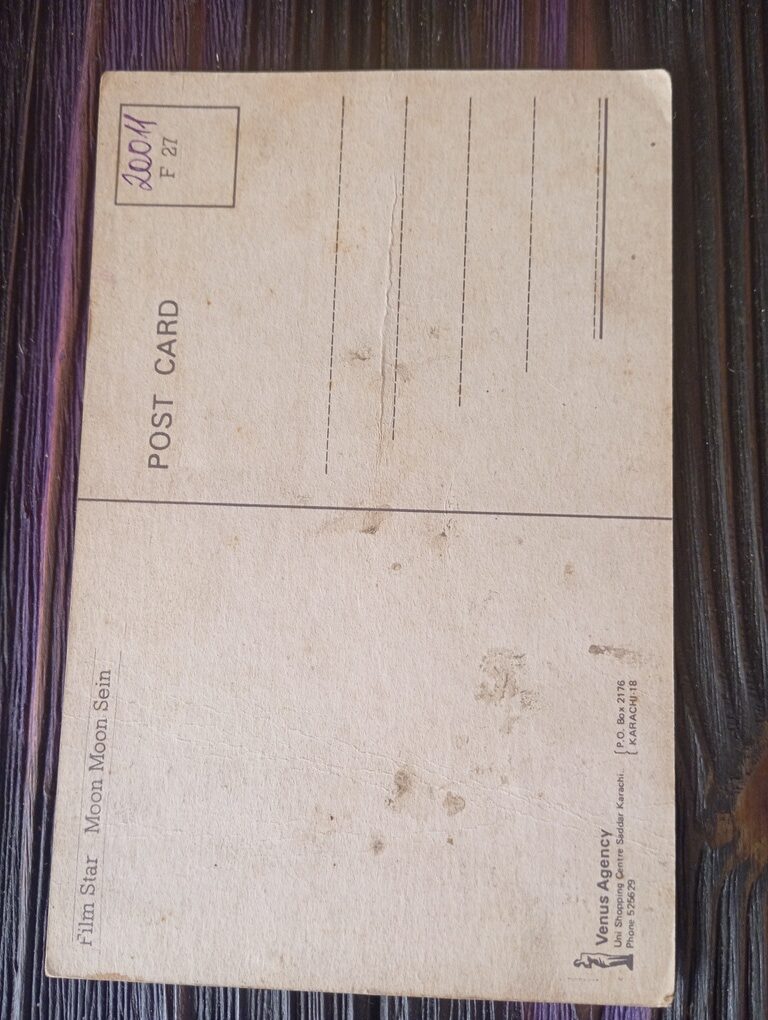 Film Star Moon Moon Sein
POST CARD
20011
F 27
Venus Agency
Uni Shopping Centre Saddar Karachi.
Phone 525629
P.O. Box 2176
KARACHI-18